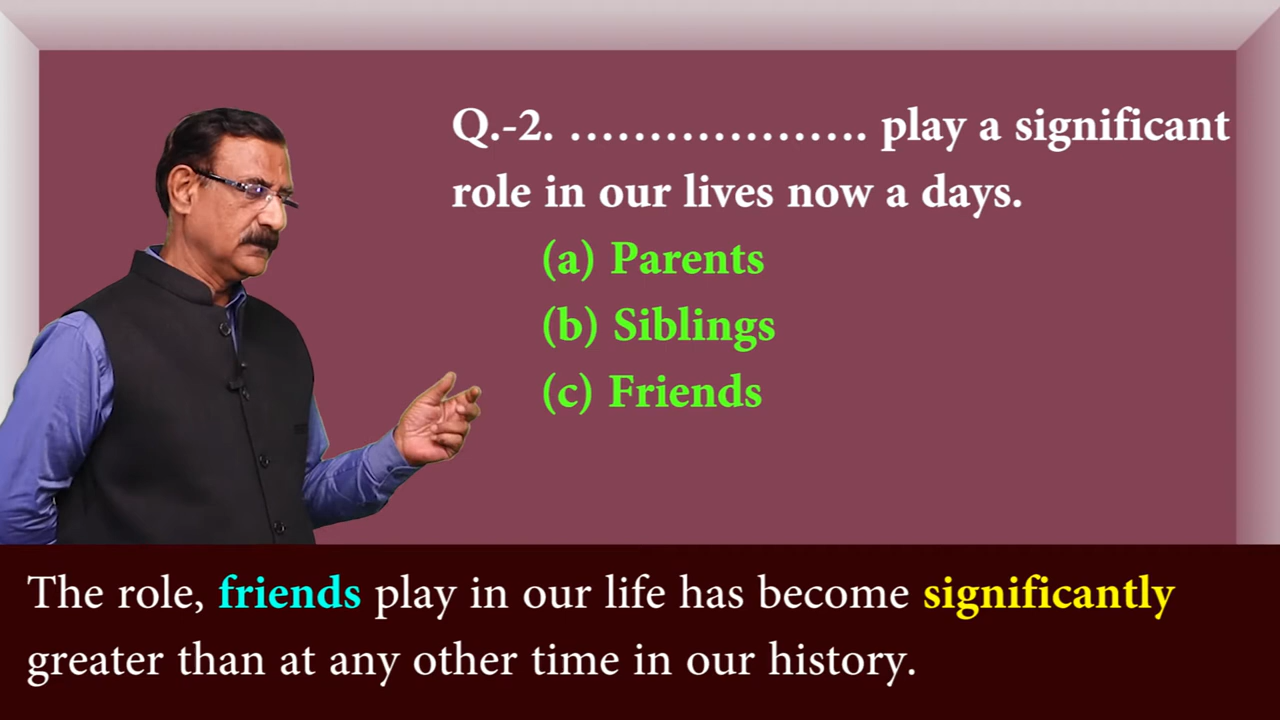 Q.-2. ………………. play a significant
role in our lives now a days.
(a) Parents
(b) Siblings
(c) Friends
The role, friends play in our life has become significantly
greater than at any other time in our history.